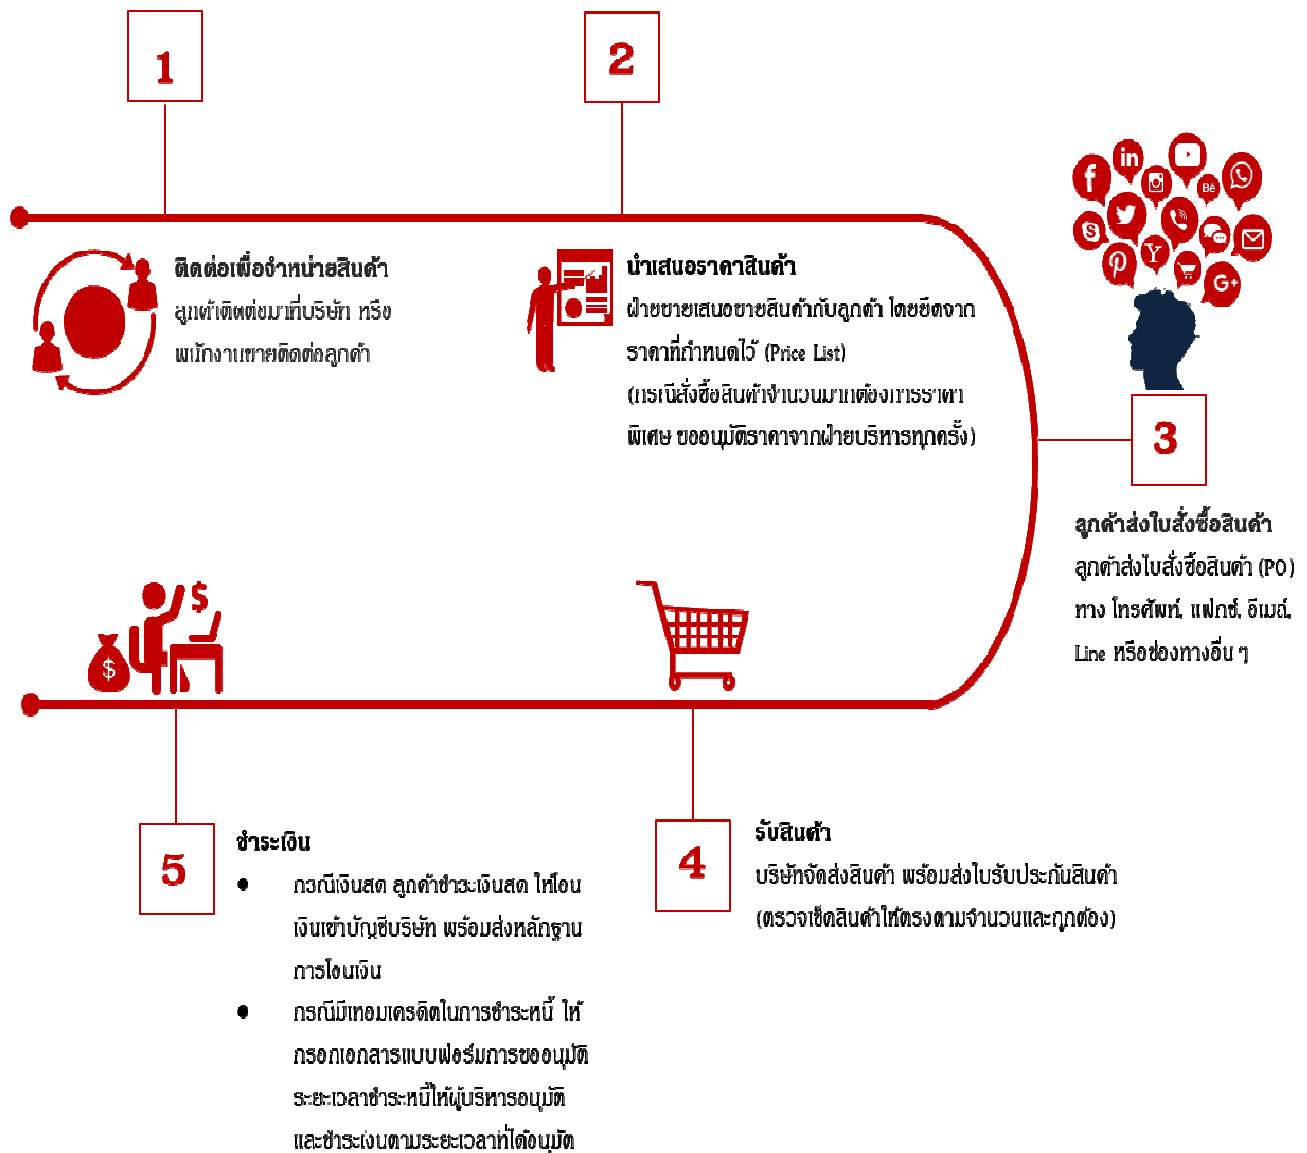 1
2
ติดต่อเพื่อจำหน่ายสินค้า
ลูกค้าติดต่อมาที่บริษัท หรือ
พนักงานขายติดต่อลูกค้า
นำเสนอราคาสินค้า
ฝ่ายขายเสนอขายสินค้ากับลูกค้า โดยยึดจาก
ราคาที่กำหนดไว้ (Price List)
(กรณีสั่งซื้อสินค้าจำนวนมากต้องการราคา
พิเศษ ขออนุมัติราคาจากฝ่ายบริหารทุกครั้ง)
3
ลูกค้าส่งใบสั่งซื้อสินค้า
ลูกค้าส่งใบสั่งซื้อสินค้า (PO)
ทาง โทรศัพท์, แฟกซ์, อีเมล์,
Line หรือช่องทางอื่น ๆ
4
รับสินค้า
บริษัทจัดส่งสินค้า พร้อมส่งใบรับประกันสินค้า
(ตรวจเช็คสินค้าให้ตรงตามจำนวนและถูกต้อง)
5
ชำระเงิน
● กรณีเงินสด ลูกค้าชำระเงินสด ให้โอน
เงินเข้าบัญชีบริษัท พร้อมส่งหลักฐาน
การโอนเงิน
● กรณีมีเทอมเครดิตในการชำระหนี้ ให้
กรอกเอกสารแบบฟอร์มการขออนุมัติ
ระยะเวลาชำระหนี้ให้ผู้บริหารอนุมัติ
และชำระเงินตามระยะเวลาที่ได้อนุมัติ